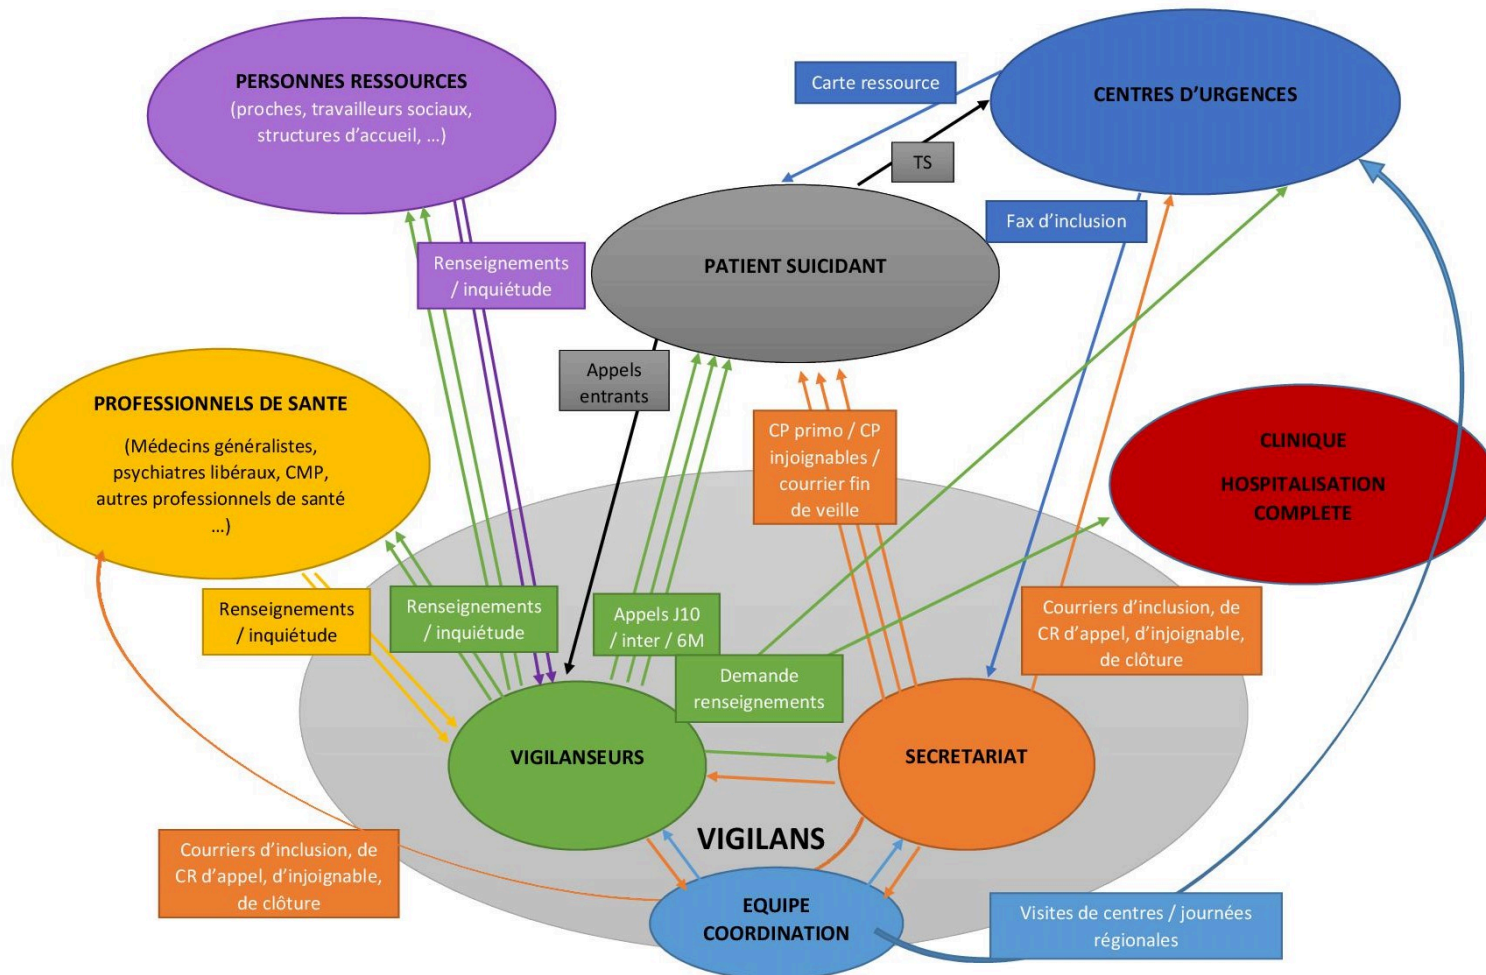 PERSONNES RESSOURCES
(proches, travailleurs sociaux,
structures d’accueil, ...)
Carte ressource
CENTRES D’URGENCES
TS
Fax d’inclusion
PATIENT SUICIDANT
Renseignements
/ inquiétude
Appels
entrants
PROFESSIONNELS DE SANTE
(Médecins généralistes,
psychiatres libéraux, CMP,
autres professionnels de santé
...)
CP primo / CP
injoignables /
courrier fin
de veille
CLINIQUE
HOSPITALISATION
COMPLETE
Renseignements
/ inquiétude
Renseignements
/ inquiétude
Appels J10
/ inter / 6M
Demande
renseignements
Courriers d’inclusion, de
CR d’appel, d’injoignable,
de clôture
VIGILANSEURS
SECRETARIAT
VIGILANS
Courriers d’inclusion, de
CR d’appel, d’injoignable,
de clôture
EQUIPE
COORDINATION
Visites de centres / journées
régionales